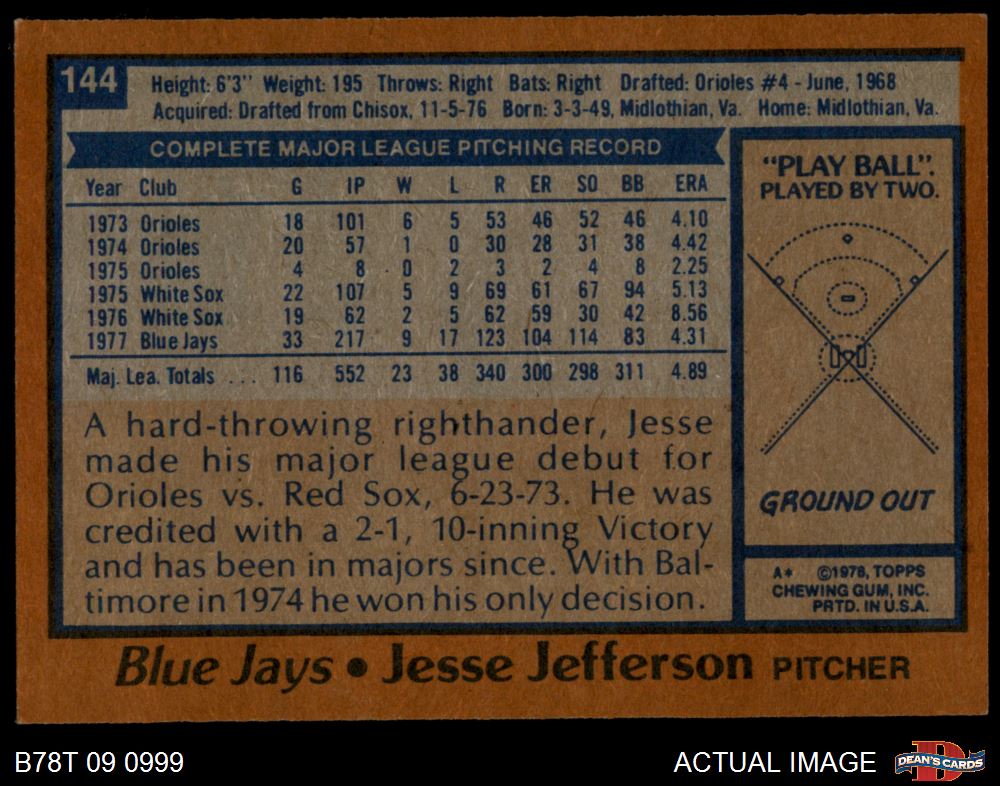 144
Height: 6'3" Weight: 195 Throws: Right Bats: Right Drafted: Orioles #4 - June, 1968
Acquired: Drafted from Chisox, 11-5-76 Born: 3-3-49, Midlothian, Va. Home: Midlothian, Va.
COMPLETE MAJOR LEAGUE PITCHING RECORD
Year Club G IP W L R ER SO BB ERA
1973 Orioles 18 101 6 5 53 46 52 46 4.10
1974 Orioles 20 57 1 0 30 28 31 38 4.42
1975 Orioles 4 8 0 2 3 2 4 8 2.25
1975 White Sox 22 107 5 9 69 61 67 94 5.13
1976 White Sox 19 62 2 5 62 59 30 42 8.56
1977 Blue Jays 33 217 9 17 123 104 114 83 4.31
Maj. Lea. Totals ... 116 552 23 38 340 300 298 311 4.89
A hard-throwing righthander, Jesse
made his major league debut for
Orioles vs. Red Sox, 6-23-73. He was
credited with a 2-1, 10-inning Victory
and has been in majors since. With Bal-
timore in 1974 he won his only decision.
"PLAY BALL".
PLAYED BY TWO.
GROUND OUT
A* ©1978, TOPPS
CHEWING GUM, INC.
PRTD. IN U.S.A.
Blue Jays • Jesse Jefferson PITCHER
B78T 09 0999
ACTUAL IMAGE
D
DEAN'S CARDS